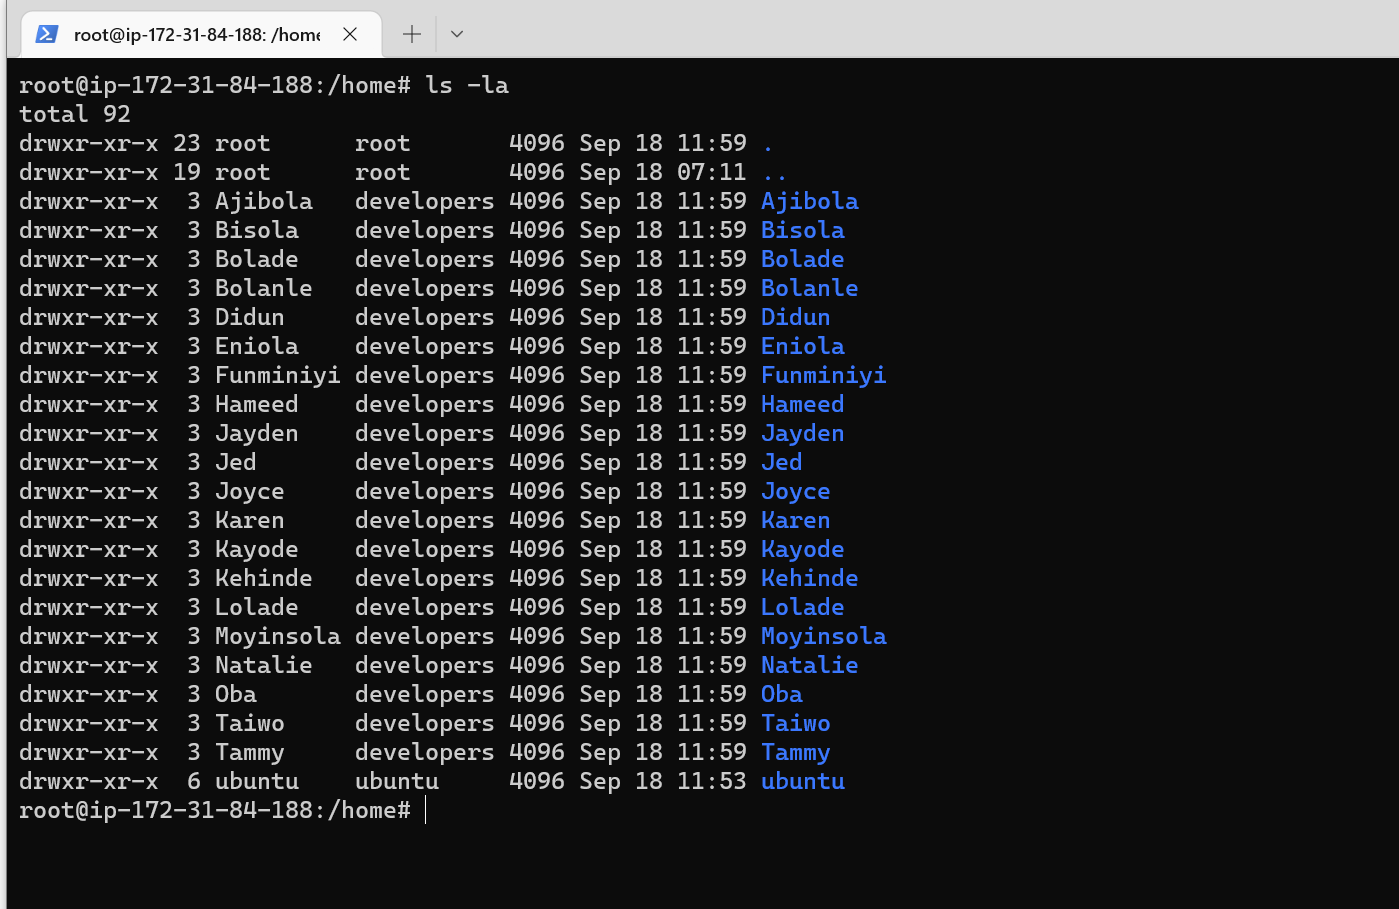 root@ip-172-31-84-188: /home
root@ip-172-31-84-188:/home# ls -la
total 92
drwxr-xr-x 23 root      root       4096 Sep 18 11:59 .
drwxr-xr-x 19 root      root       4096 Sep 18 07:11 ..
drwxr-xr-x  3 Ajibola   developers 4096 Sep 18 11:59 Ajibola
drwxr-xr-x  3 Bisola    developers 4096 Sep 18 11:59 Bisola
drwxr-xr-x  3 Bolade    developers 4096 Sep 18 11:59 Bolade
drwxr-xr-x  3 Bolanle   developers 4096 Sep 18 11:59 Bolanle
drwxr-xr-x  3 Didun     developers 4096 Sep 18 11:59 Didun
drwxr-xr-x  3 Eniola    developers 4096 Sep 18 11:59 Eniola
drwxr-xr-x  3 Funminiyi developers 4096 Sep 18 11:59 Funminiyi
drwxr-xr-x  3 Hameed    developers 4096 Sep 18 11:59 Hameed
drwxr-xr-x  3 Jayden    developers 4096 Sep 18 11:59 Jayden
drwxr-xr-x  3 Jed       developers 4096 Sep 18 11:59 Jed
drwxr-xr-x  3 Joyce     developers 4096 Sep 18 11:59 Joyce
drwxr-xr-x  3 Karen     developers 4096 Sep 18 11:59 Karen
drwxr-xr-x  3 Kayode    developers 4096 Sep 18 11:59 Kayode
drwxr-xr-x  3 Kehinde   developers 4096 Sep 18 11:59 Kehinde
drwxr-xr-x  3 Lolade    developers 4096 Sep 18 11:59 Lolade
drwxr-xr-x  3 Moyinsola developers 4096 Sep 18 11:59 Moyinsola
drwxr-xr-x  3 Natalie   developers 4096 Sep 18 11:59 Natalie
drwxr-xr-x  3 Oba       developers 4096 Sep 18 11:59 Oba
drwxr-xr-x  3 Taiwo     developers 4096 Sep 18 11:59 Taiwo
drwxr-xr-x  3 Tammy     developers 4096 Sep 18 11:59 Tammy
drwxr-xr-x  6 ubuntu    ubuntu     4096 Sep 18 11:53 ubuntu
root@ip-172-31-84-188:/home#